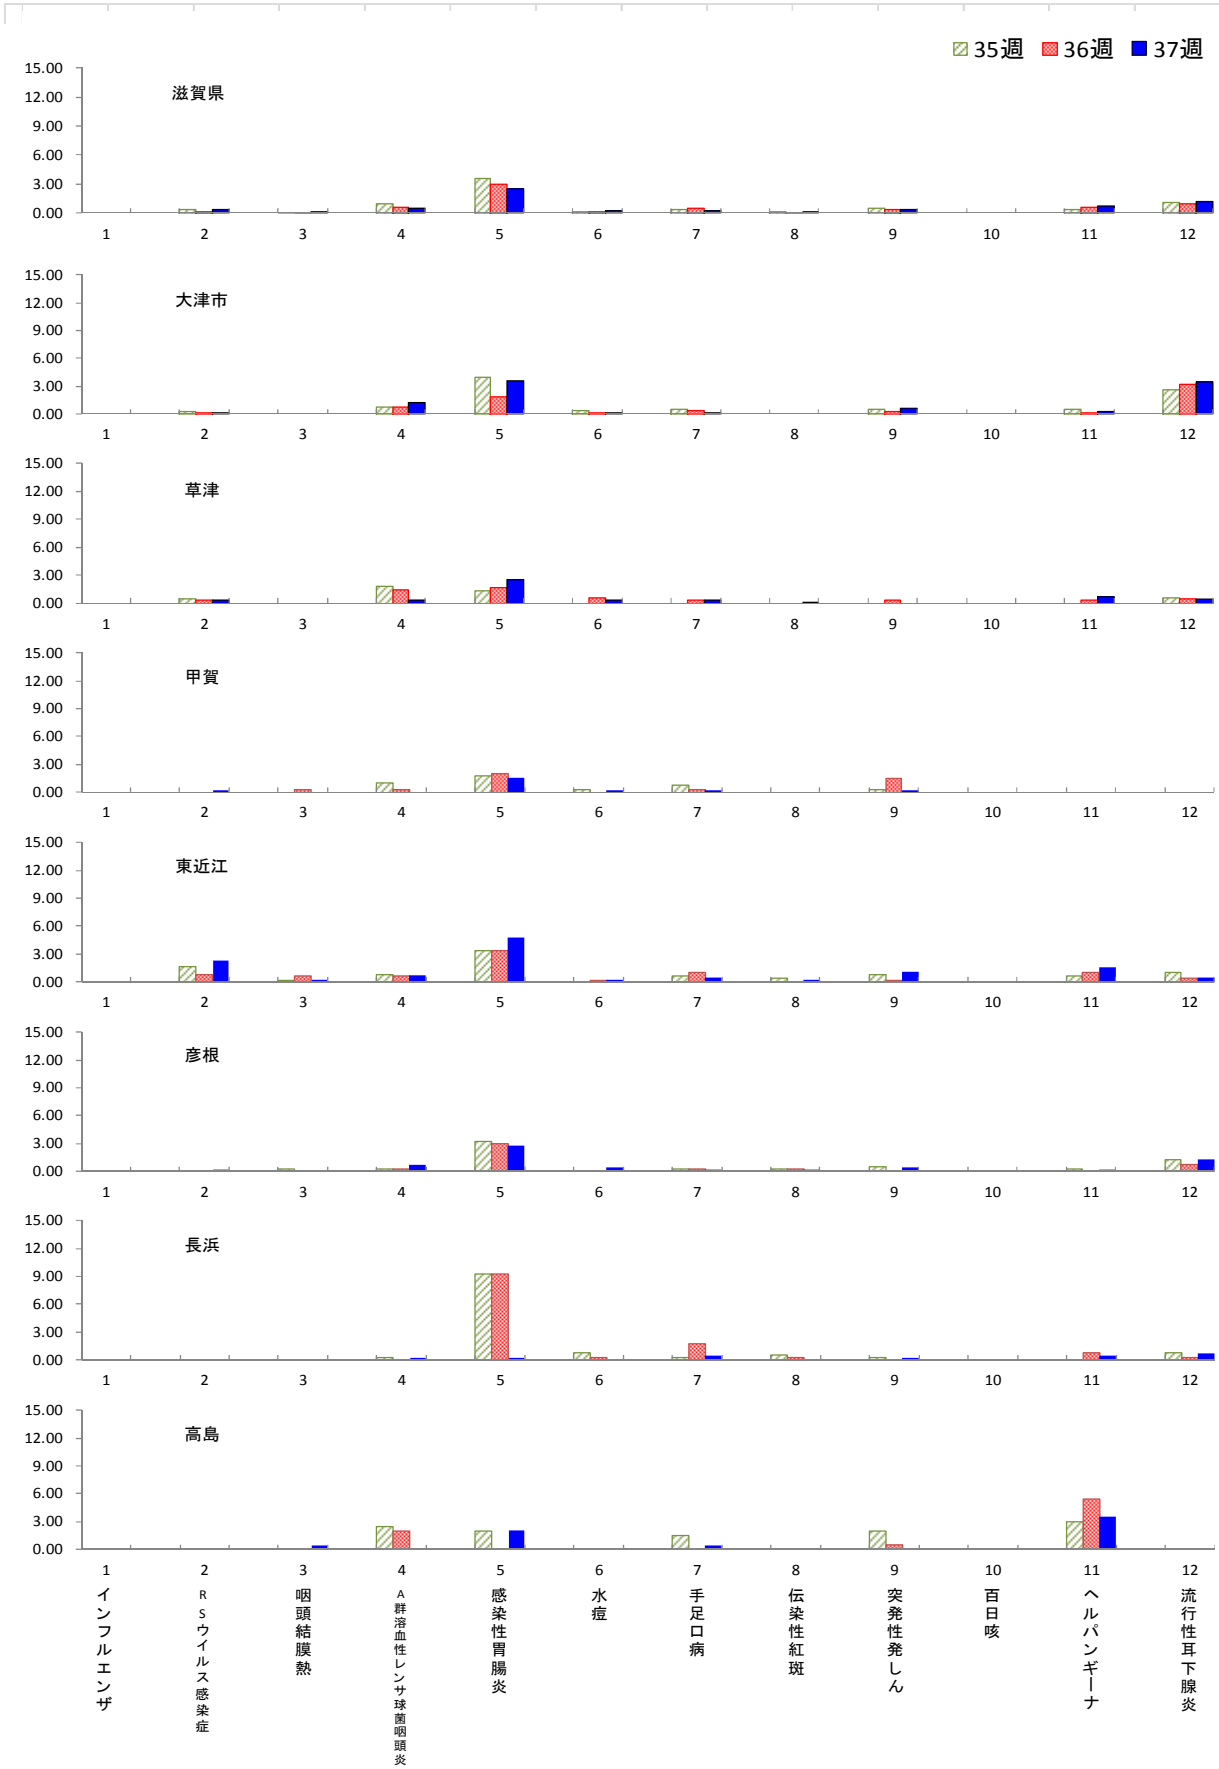 35週 36週 37週
15.00
滋賀県
12.00
9.00
6.00
3.00
0.00
1 2 3 4 5 6 7 8 9 10 11 12
15.00
大津市
12.00
9.00
6.00
3.00
0.00
1 2 3 4 5 6 7 8 9 10 11 12
15.00
草津
12.00
9.00
6.00
3.00
0.00
1 2 3 4 5 6 7 8 9 10 11 12
15.00
甲賀
12.00
9.00
6.00
3.00
0.00
1 2 3 4 5 6 7 8 9 10 11 12
15.00
東近江
12.00
9.00
6.00
3.00
0.00
1 2 3 4 5 6 7 8 9 10 11 12
15.00
彦根
12.00
9.00
6.00
3.00
0.00
1 2 3 4 5 6 7 8 9 10 11 12
15.00
長浜
12.00
9.00
6.00
3.00
0.00
1 2 3 4 5 6 7 8 9 10 11 12
15.00
高島
12.00
9.00
6.00
3.00
0.00
1 2 3 4 5 6 7 8 9 10 11 12
インフルエンザ
RSウイルス感染症
咽頭結膜熱
A群溶血性レンサ球菌咽頭炎
感染性胃腸炎
水痘
手足口病
伝染性紅斑
突発性発しん
百日咳
ヘルパンギーナ
流行性耳下腺炎